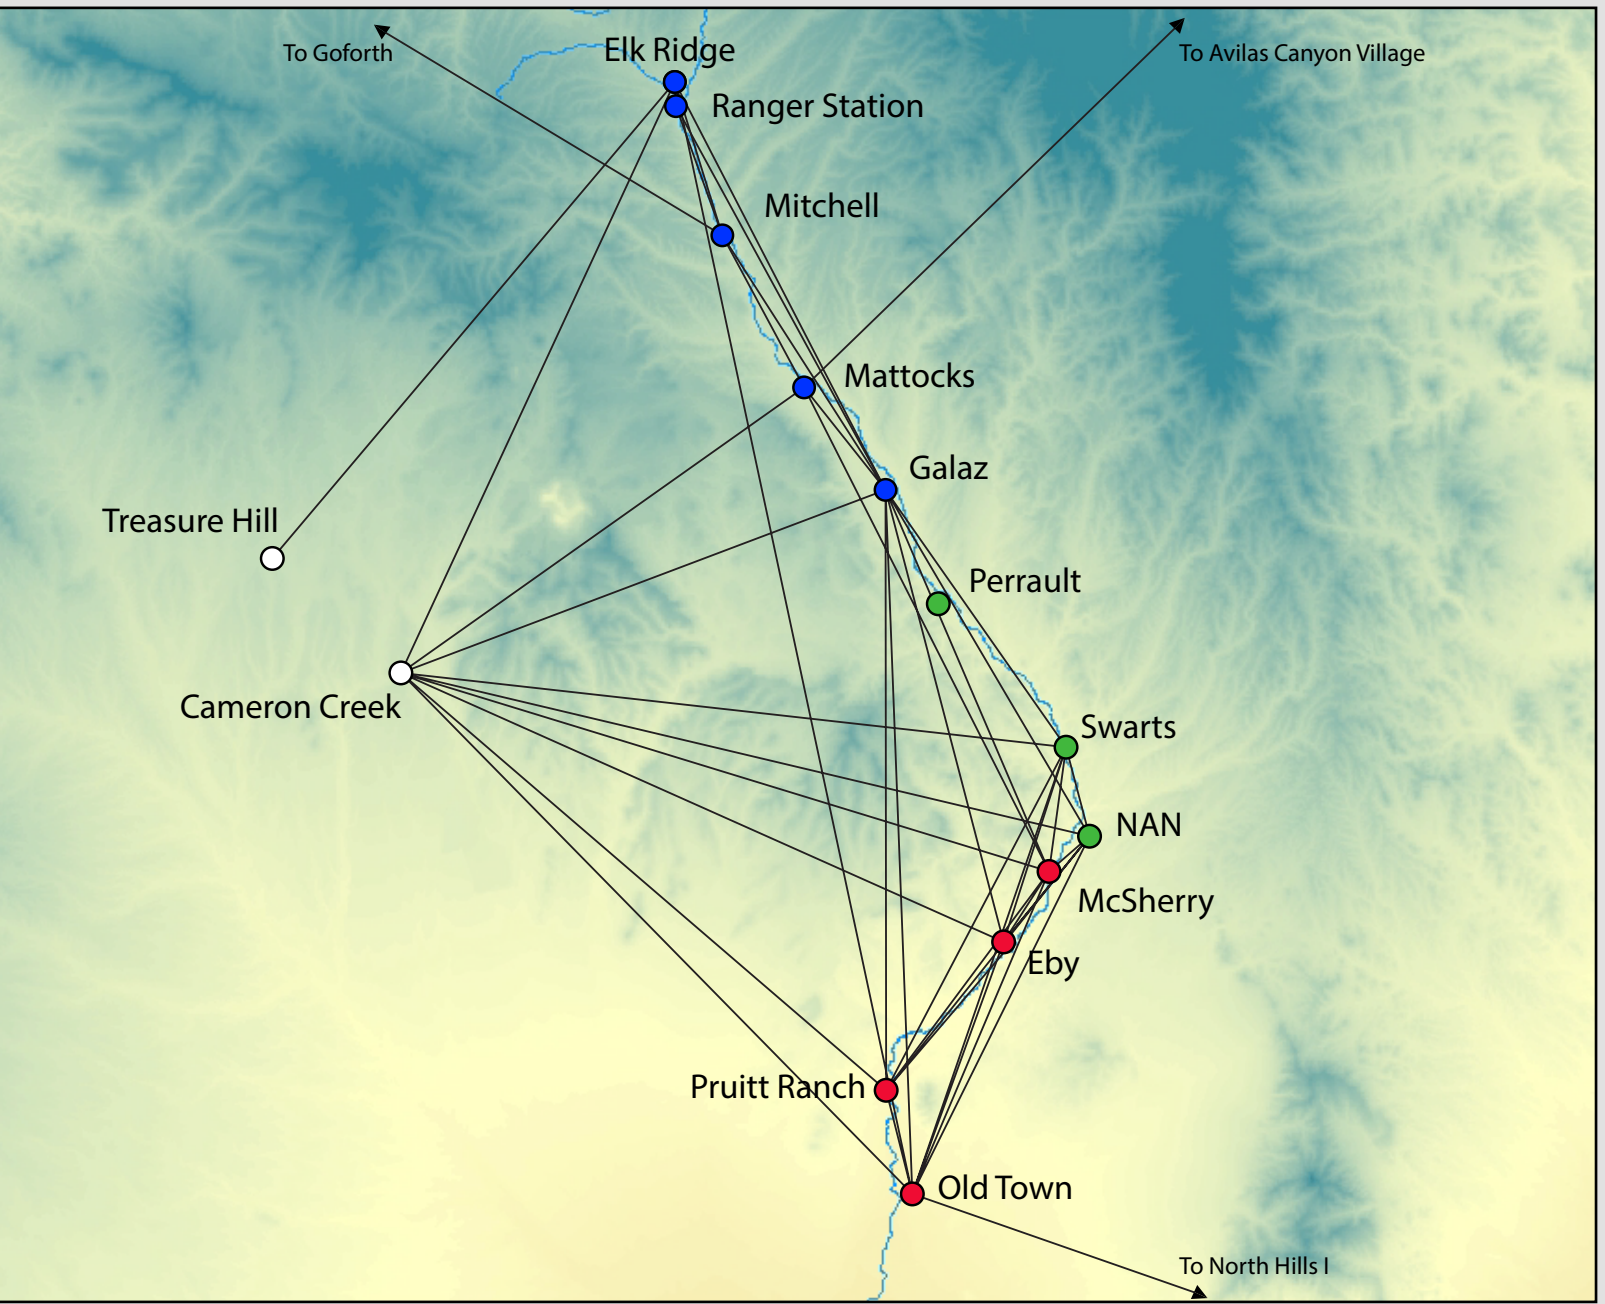 To Goforth
Elk Ridge
To Avilas Canyon Village
Ranger Station
Mitchell
Mattocks
Galaz
Treasure Hill
Perrault
Cameron Creek
Swarts
NAN
McSherry
Eby
Pruitt Ranch
Old Town
To North Hills I